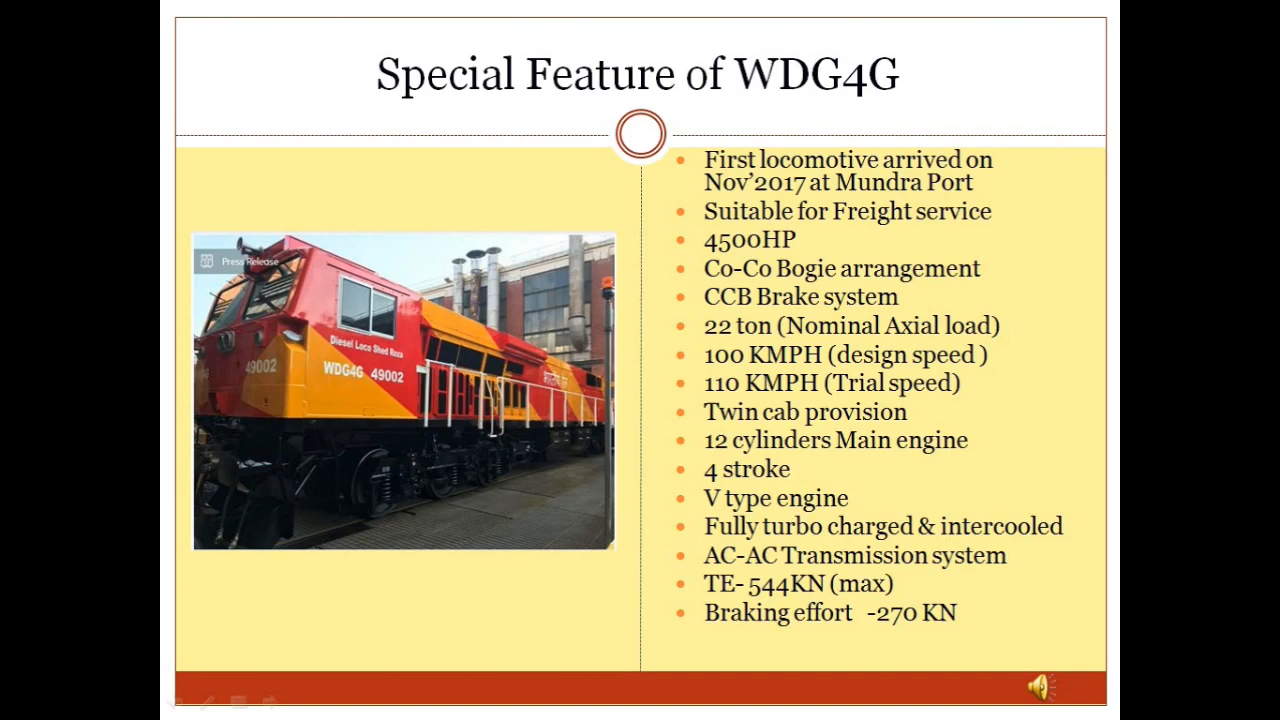 Special Feature of WDG4G
Press Release
Diesel Loco Shed Roza
49002
WDG4G 49002
भारतीय रेल
• First locomotive arrived on
Nov’2017 at Mundra Port
• Suitable for Freight service
• 4500HP
• Co-Co Bogie arrangement
• CCB Brake system
• 22 ton (Nominal Axial load)
• 100 KMPH (design speed )
• 110 KMPH (Trial speed)
• Twin cab provision
• 12 cylinders Main engine
• 4 stroke
• V type engine
• Fully turbo charged & intercooled
• AC-AC Transmission system
• TE- 544KN (max)
• Braking effort -270 KN